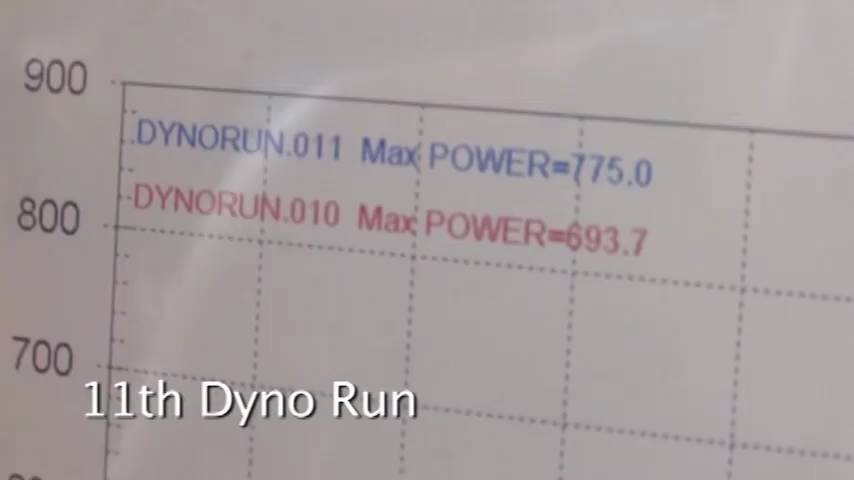 900
DYNORUN.011 Max POWER=775.0
DYNORUN.010 Max POWER=693.7
800
700
11th Dyno Run